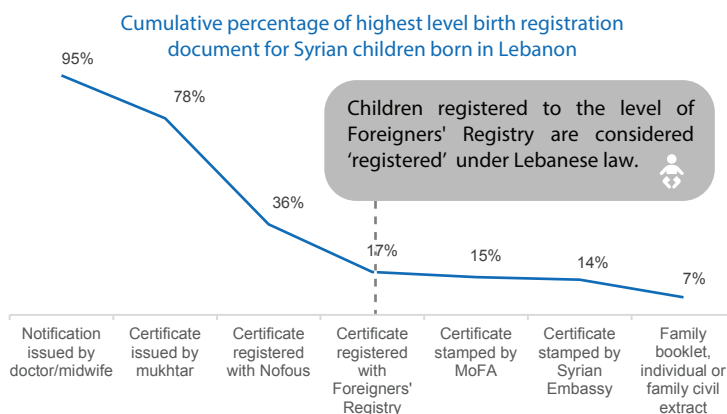 Cumulative percentage of highest level birth registration
document for Syrian children born in Lebanon
95%
78%
Children registered to the level of
Foreigners' Registry are considered
‘registered’ under Lebanese law.
36%
17%
15%
14%
7%
Notification
issued by
doctor/midwife
Certificate
issued by
mukhtar
Certificate
registered
with Nofous
Certificate
registered
with
Foreigners'
Registry
Certificate
stamped by
MoFA
Certificate
stamped by
Syrian
Embassy
Family
booklet,
individual or
family civil
extract